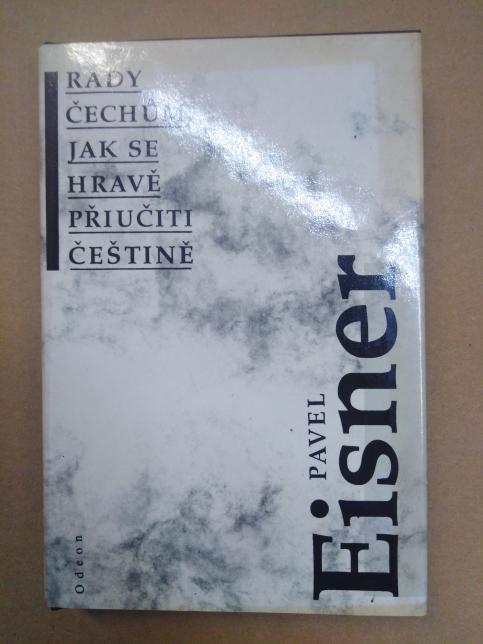 RADY
ČECHŮM,
JAK SE
HRAVĚ
PŘIUČITI
ČEŠTINĚ
PAVEL
Eisner
Odeon